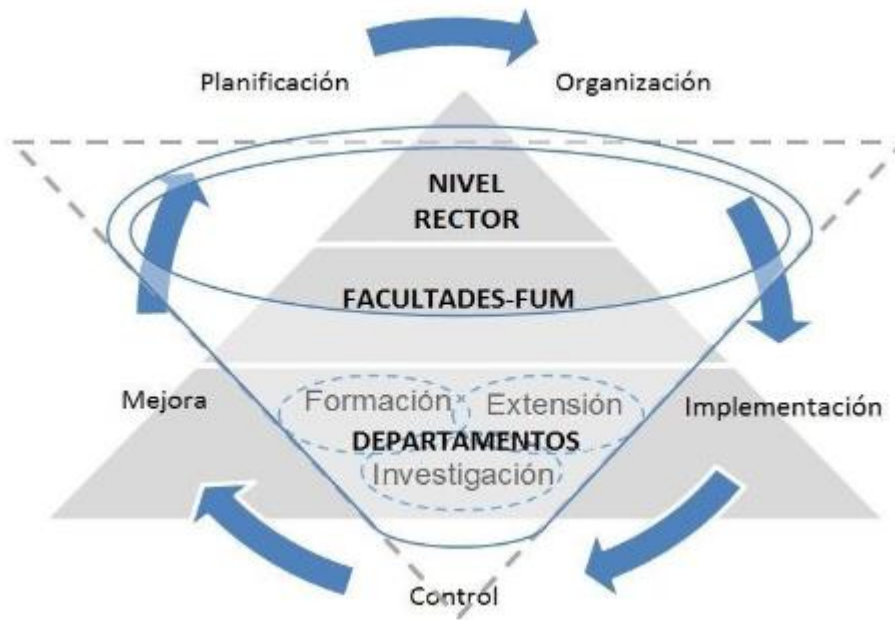 Planificación
Organización
NIVEL
RECTOR
FACULTADES-FUM
Mejora
Formación
Extensión
Implementación
DEPARTAMENTOS
Investigación
Control